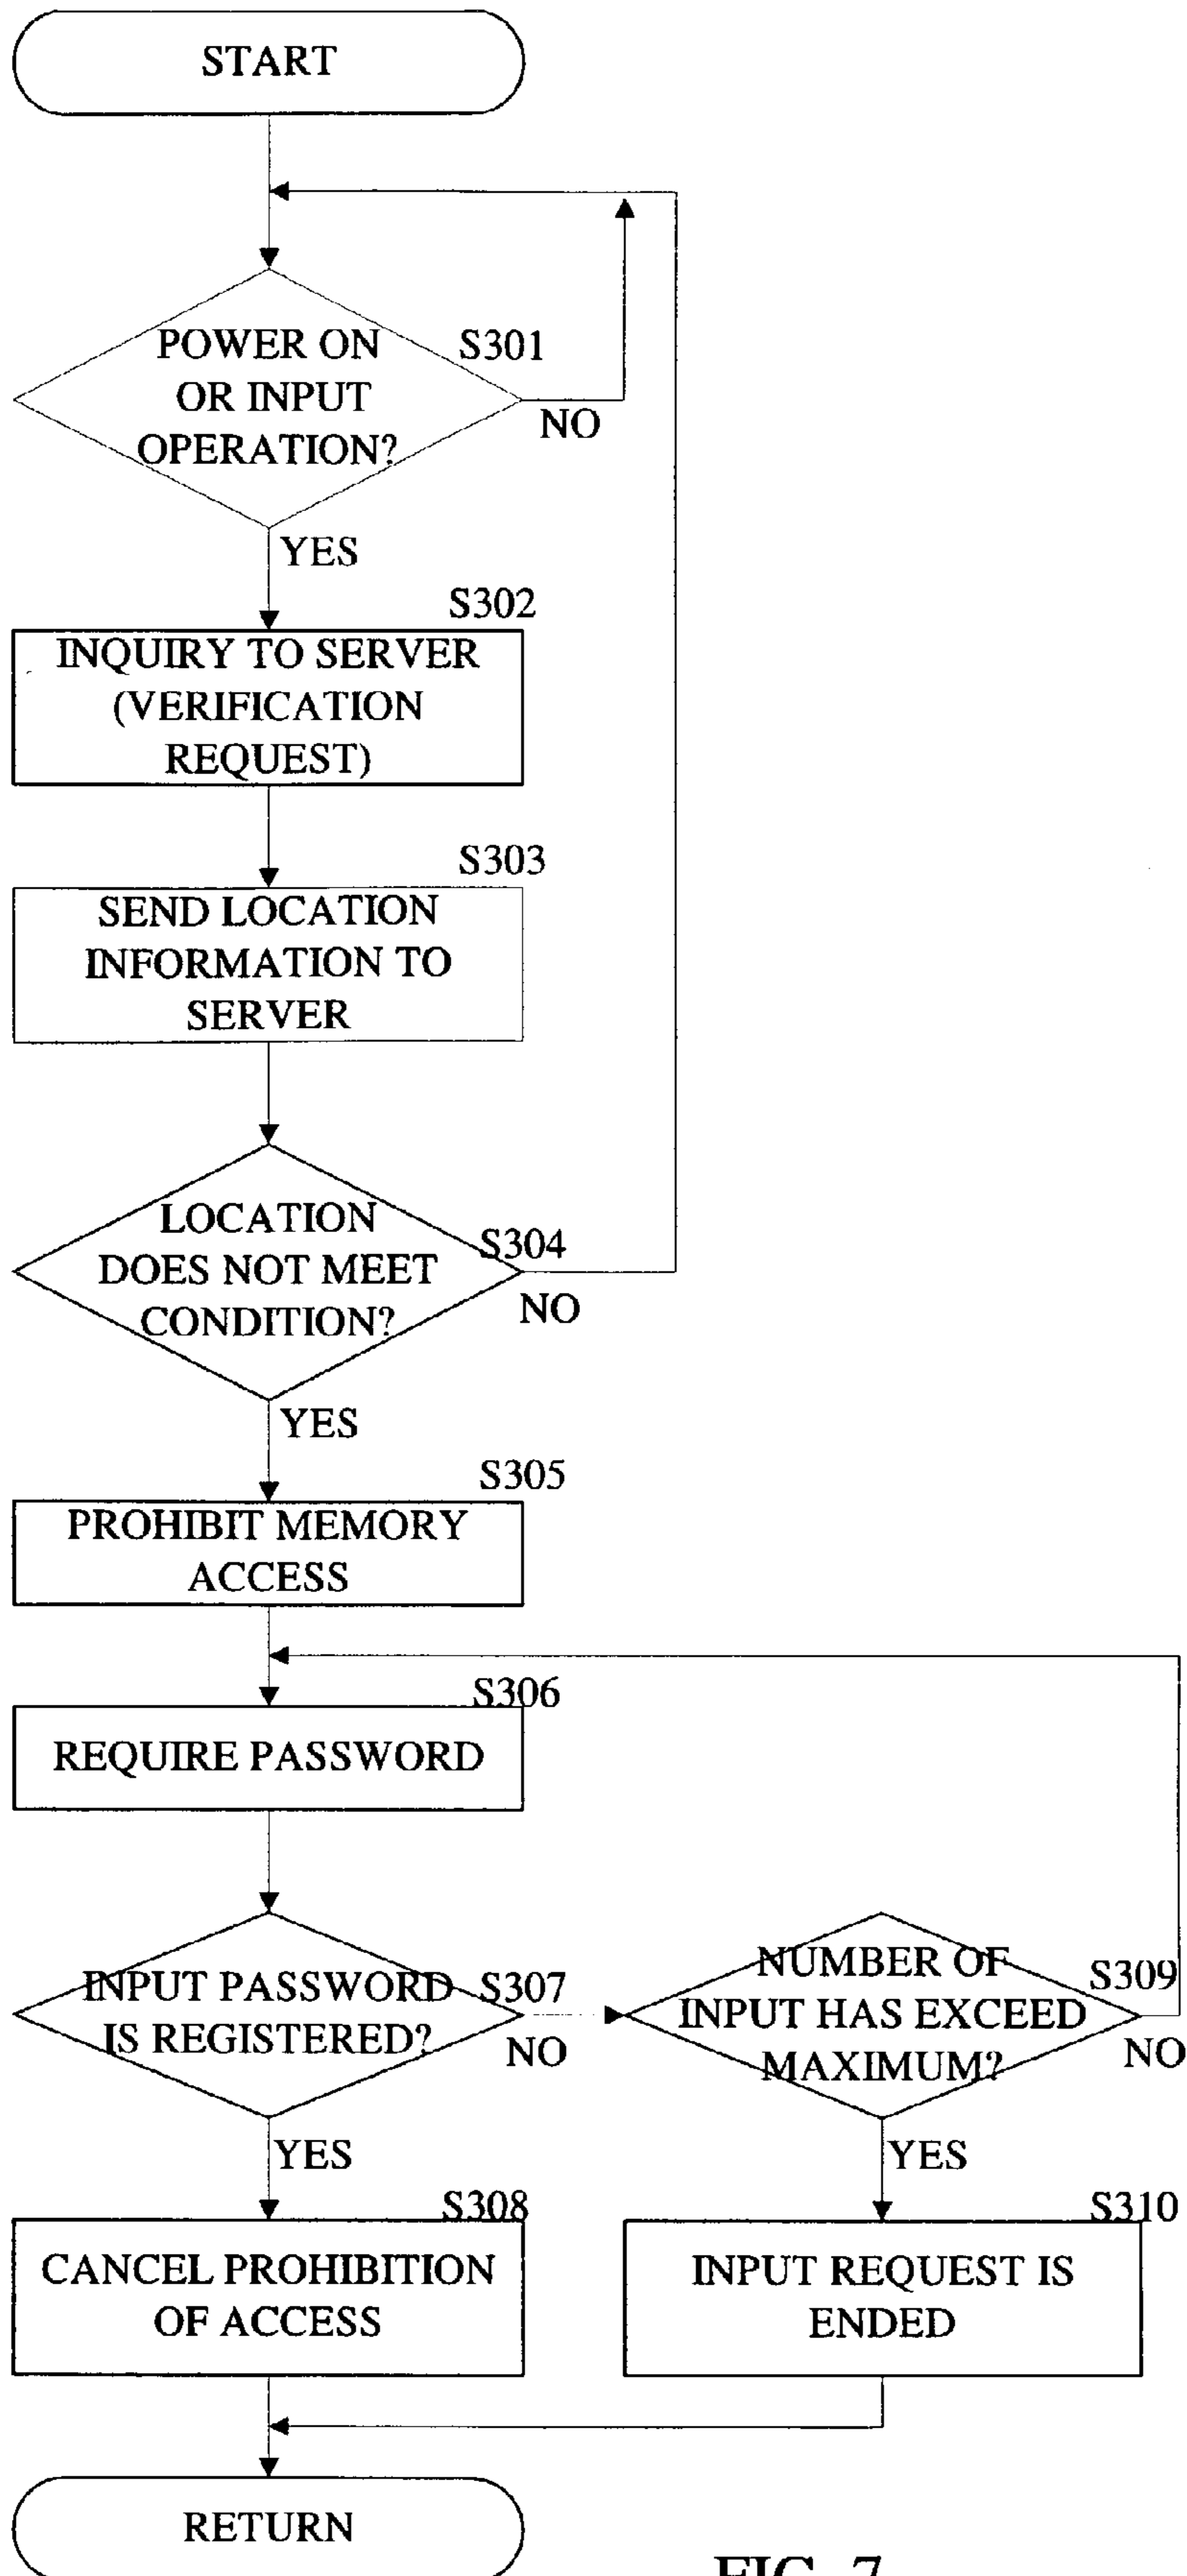 START
POWER ON
OR INPUT
OPERATION?
S301
NO
YES
S302
INQUIRY TO SERVER
(VERIFICATION
REQUEST)
S303
SEND LOCATION
INFORMATION TO
SERVER
LOCATION
DOES NOT MEET
CONDITION?
S304
NO
YES
S305
PROHIBIT MEMORY
ACCESS
S306
REQUIRE PASSWORD
INPUT PASSWORD
IS REGISTERED?
S307
NO
NUMBER OF
INPUT HAS EXCEED
MAXIMUM?
S309
NO
YES
YES
S308
CANCEL PROHIBITION
OF ACCESS
S310
INPUT REQUEST IS
ENDED
RETURN
FIG. 7